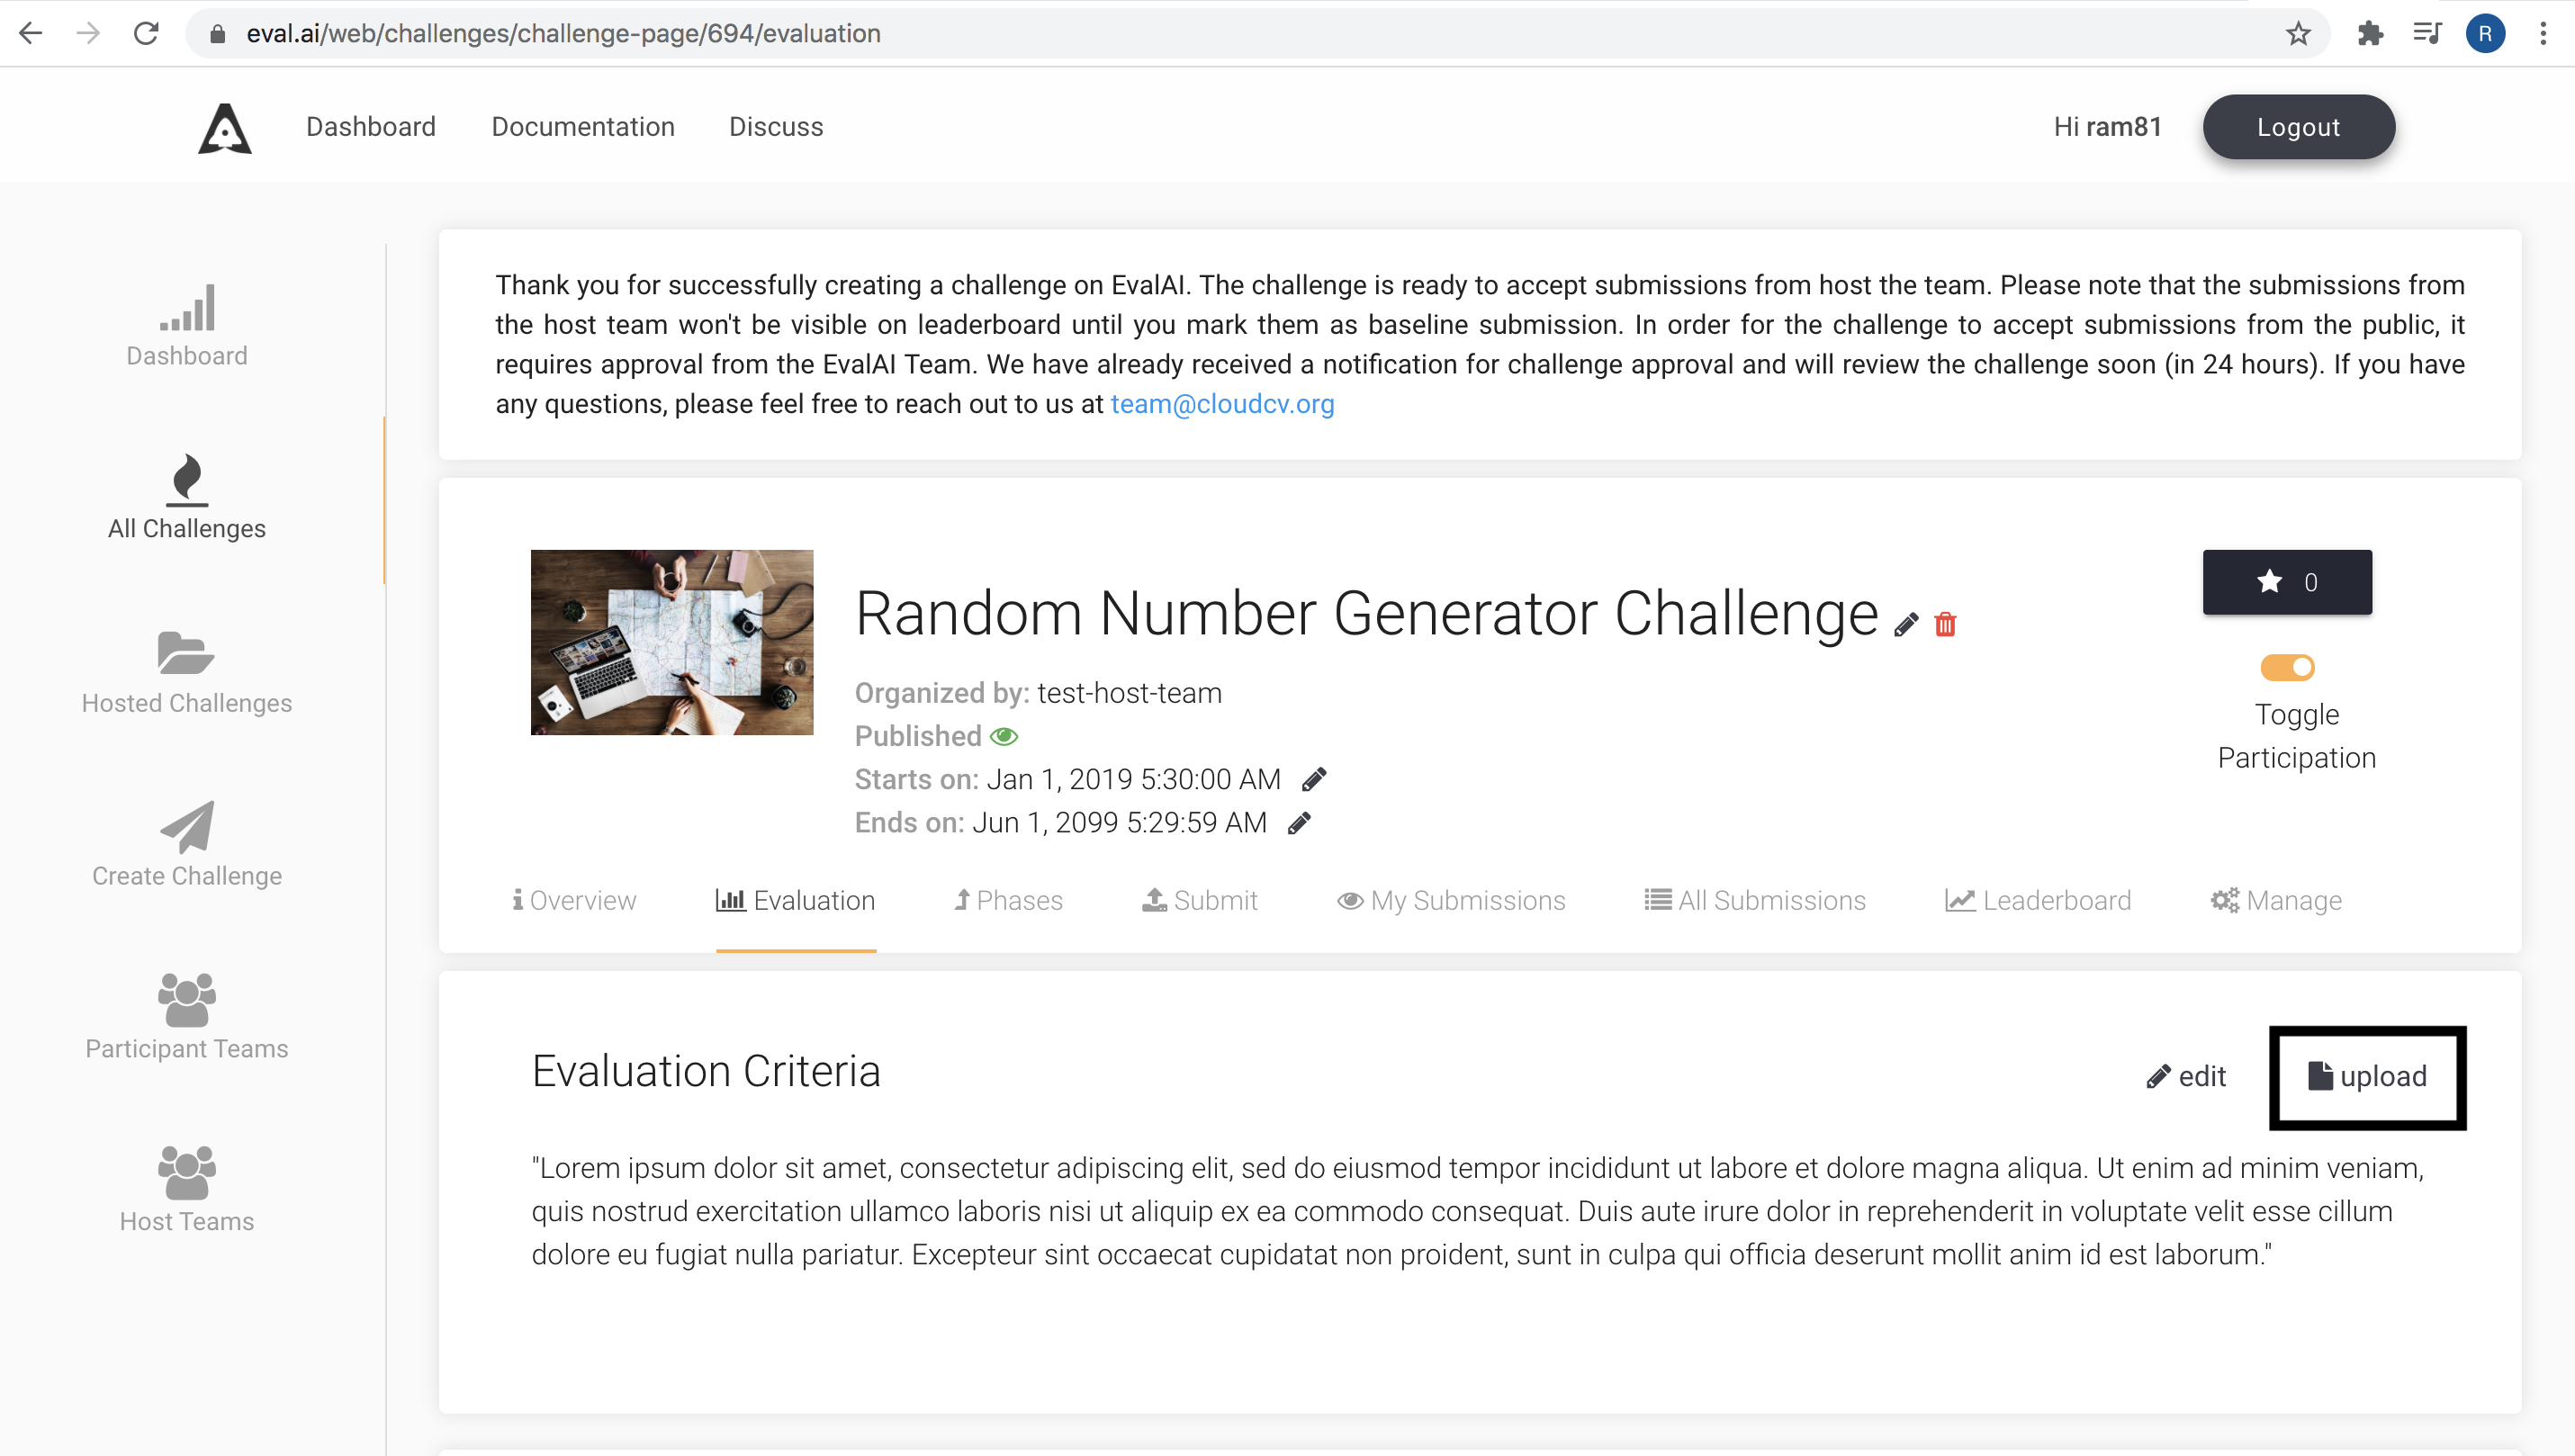 eval.ai/web/challenges/challenge-page/694/evaluation
R
Dashboard
Documentation
Discuss
Hi ram81
Logout
Dashboard
All Challenges
Hosted Challenges
Create Challenge
Participant Teams
Host Teams
Thank you for successfully creating a challenge on EvalAI. The challenge is ready to accept submissions from host the team. Please note that the submissions from
the host team won't be visible on leaderboard until you mark them as baseline submission. In order for the challenge to accept submissions from the public, it
requires approval from the EvalAI Team. We have already received a notification for challenge approval and will review the challenge soon (in 24 hours). If you have
any questions, please feel free to reach out to us at team@cloudcv.org
Random Number Generator Challenge
Organized by: test-host-team
Published
Starts on: Jan 1, 2019 5:30:00 AM
Ends on: Jun 1, 2099 5:29:59 AM
0
Toggle
Participation
Overview
Evaluation
Phases
Submit
My Submissions
All Submissions
Leaderboard
Manage
Evaluation Criteria
edit
upload
"Lorem ipsum dolor sit amet, consectetur adipiscing elit, sed do eiusmod tempor incididunt ut labore et dolore magna aliqua. Ut enim ad minim veniam,
quis nostrud exercitation ullamco laboris nisi ut aliquip ex ea commodo consequat. Duis aute irure dolor in reprehenderit in voluptate velit esse cillum
dolore eu fugiat nulla pariatur. Excepteur sint occaecat cupidatat non proident, sunt in culpa qui officia deserunt mollit anim id est laborum."